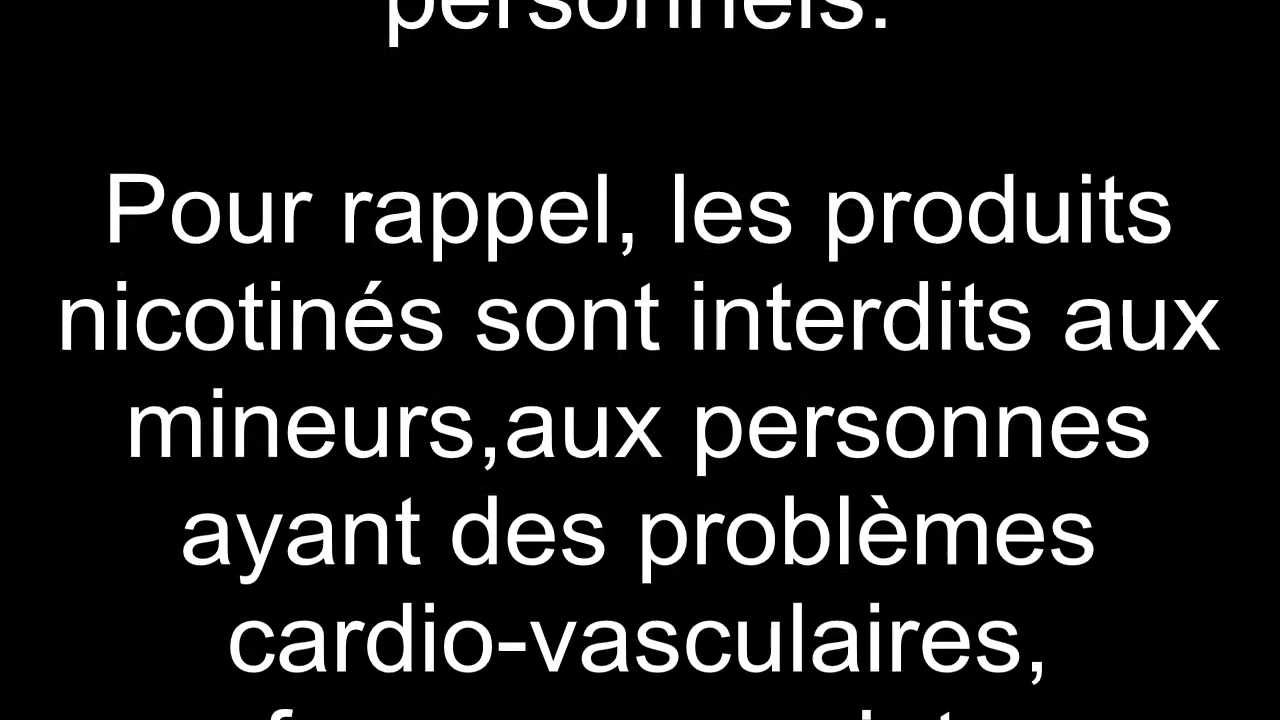 personnels.
Pour rappel, les produits
nicotinés sont interdits aux
mineurs,aux personnes
ayant des problèmes
cardio-vasculaires,